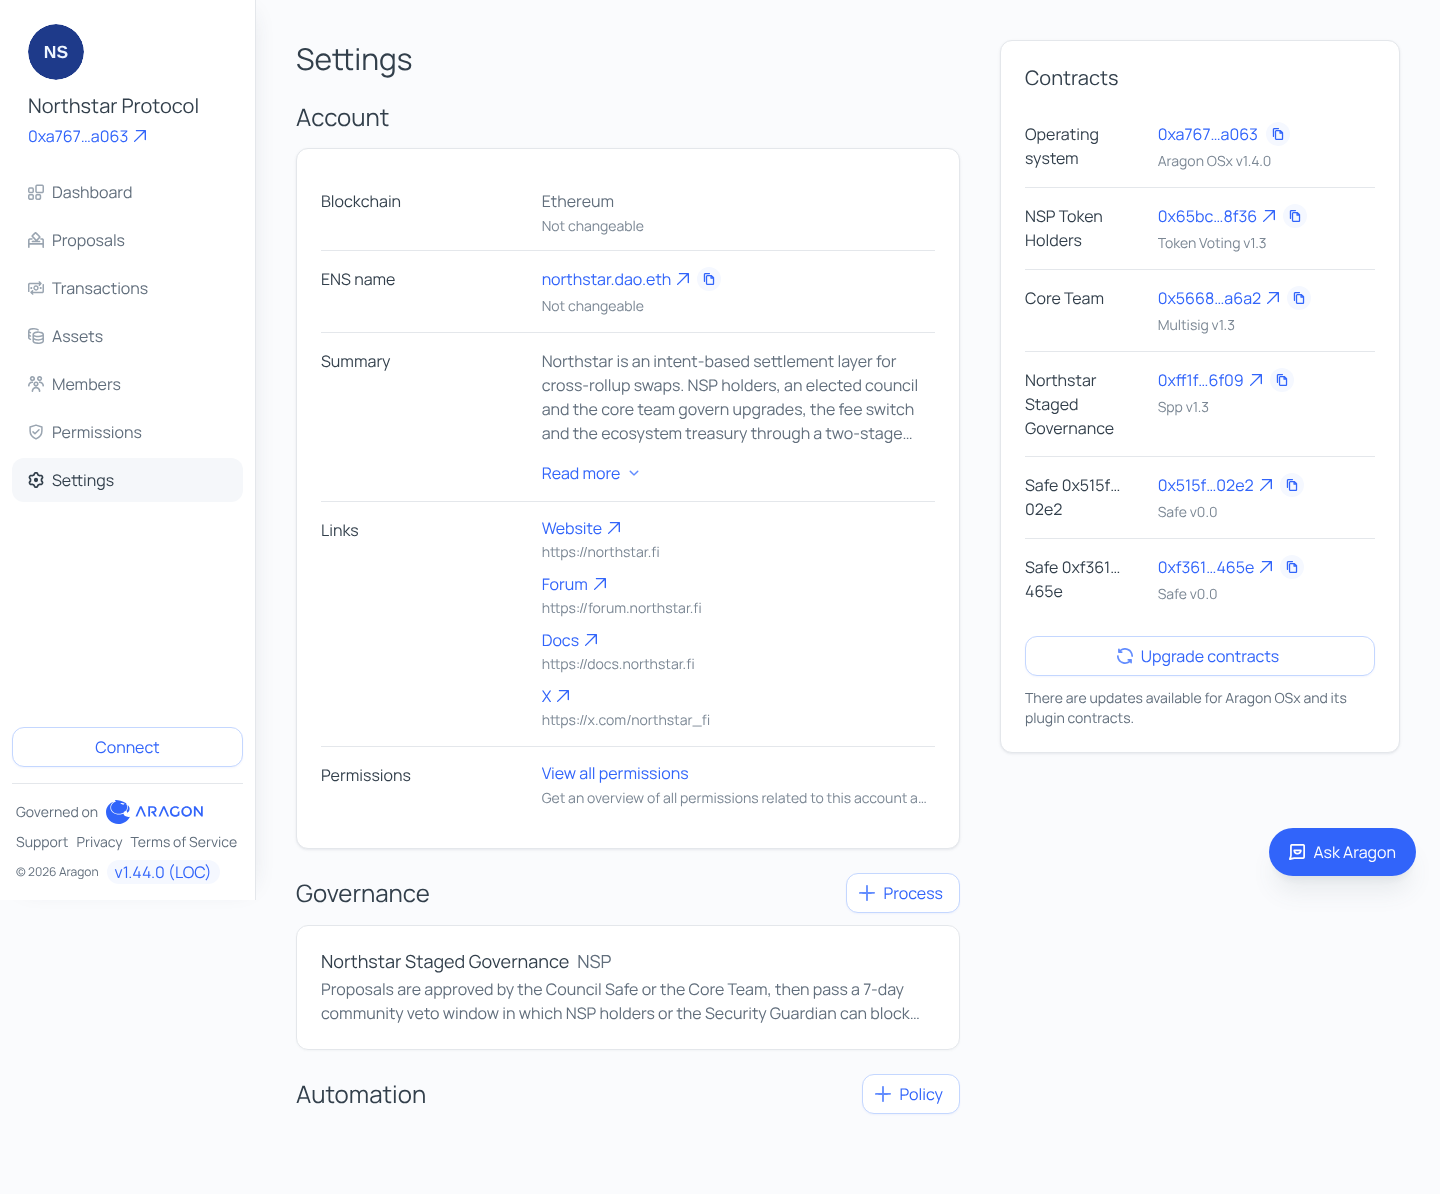 NS
Northstar Protocol
0xa767…a063
Dashboard
Proposals
Transactions
Assets
Members
Permissions
Settings
Connect
Governed on ARAGON
Support Privacy Terms of Service
© 2026 Aragon v1.44.0 (LOC)
Settings
Account
Blockchain
Ethereum
Not changeable
ENS name
northstar.dao.eth
Not changeable
Summary
Northstar is an intent-based settlement layer for
cross-rollup swaps. NSP holders, an elected council
and the core team govern upgrades, the fee switch
and the ecosystem treasury through a two-stage…
Read more
Links
Website
https://northstar.fi
Forum
https://forum.northstar.fi
Docs
https://docs.northstar.fi
X
https://x.com/northstar_fi
Permissions
View all permissions
Get an overview of all permissions related to this account a…
Governance
Process
Northstar Staged Governance NSP
Proposals are approved by the Council Safe or the Core Team, then pass a 7-day
community veto window in which NSP holders or the Security Guardian can block…
Automation
Policy
Contracts
Operating
system
0xa767…a063
Aragon OSx v1.4.0
NSP Token
Holders
0x65bc…8f36
Token Voting v1.3
Core Team
0x5668…a6a2
Multisig v1.3
Northstar
Staged
Governance
0xff1f…6f09
Spp v1.3
Safe 0x515f…
02e2
0x515f…02e2
Safe v0.0
Safe 0xf361…
465e
0xf361…465e
Safe v0.0
Upgrade contracts
There are updates available for Aragon OSx and its
plugin contracts.
Ask Aragon